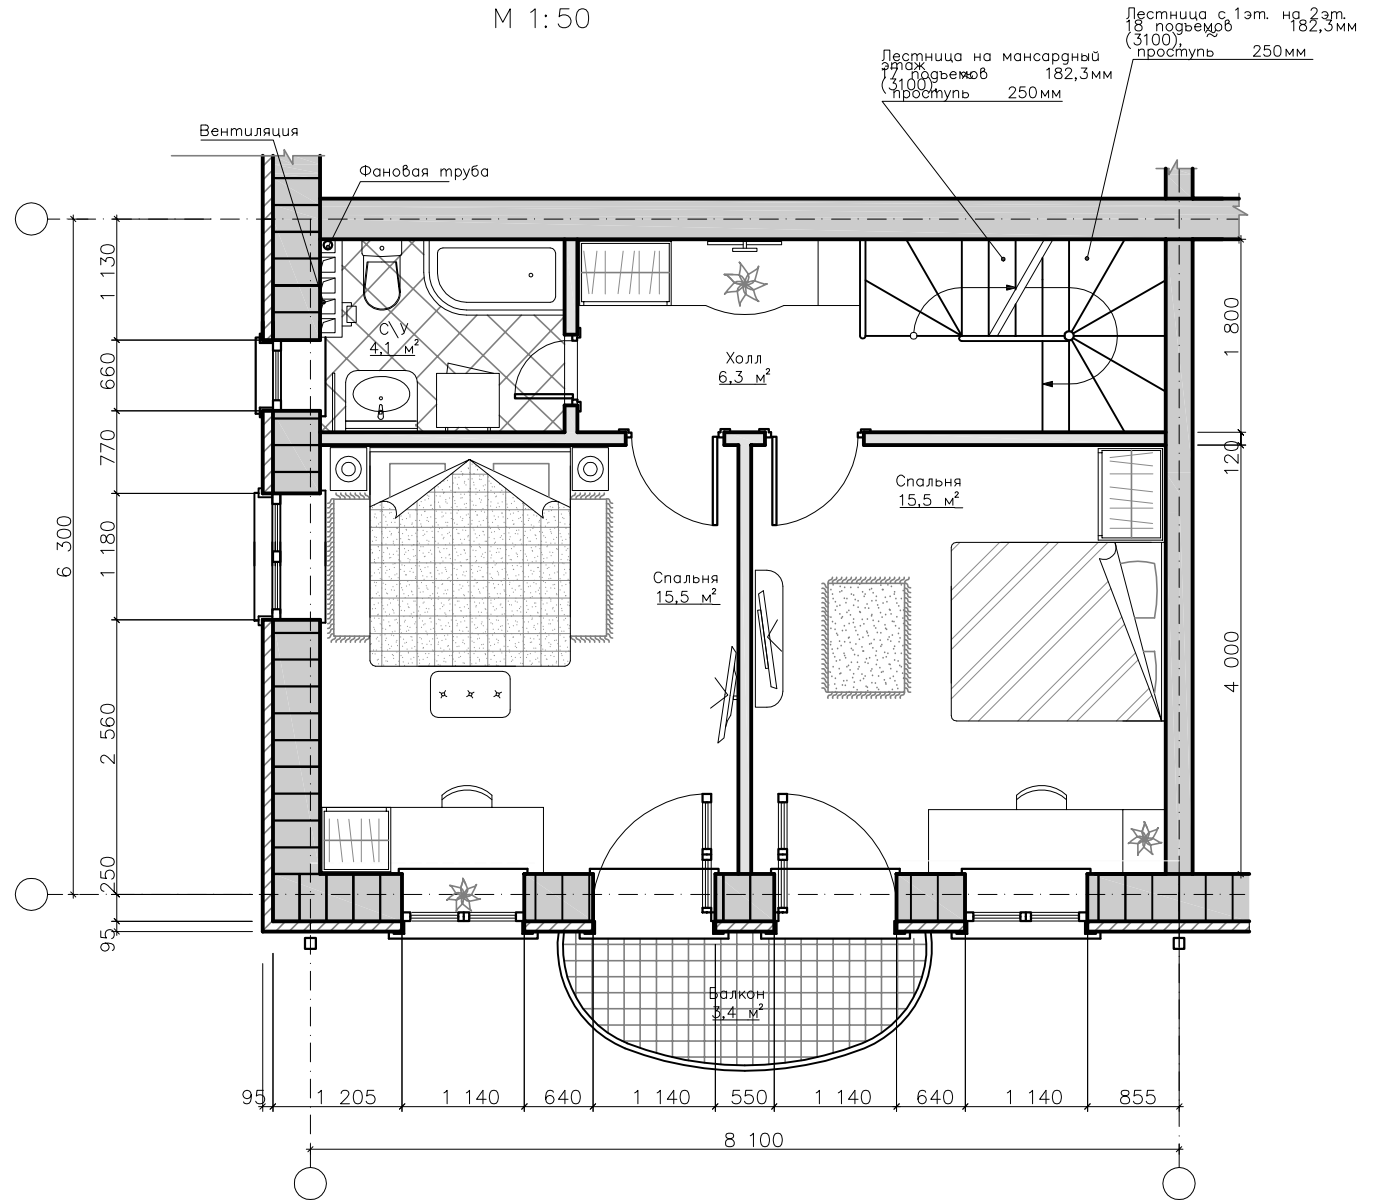 М 1:50
Лестница с 1эт. на 2эт.
18 подъемов 182,3мм
(3100), ≈
проступь 250мм
Лестница на мансардный
этаж
17 подъемов ≈ 182,3мм
(3100),
проступь 250мм
Вентиляция
Фановая труба
С\У
4,1 м²
Холл
6,3 м²
Спальня
15,5 м²
Спальня
15,5 м²
Балкон
3,4 м²
1 130
660
770
1 180
6 300
2 560
250
95
1 800
120
4 000
95
1 205
1 140
640
1 140
550
1 140
640
1 140
855
8 100